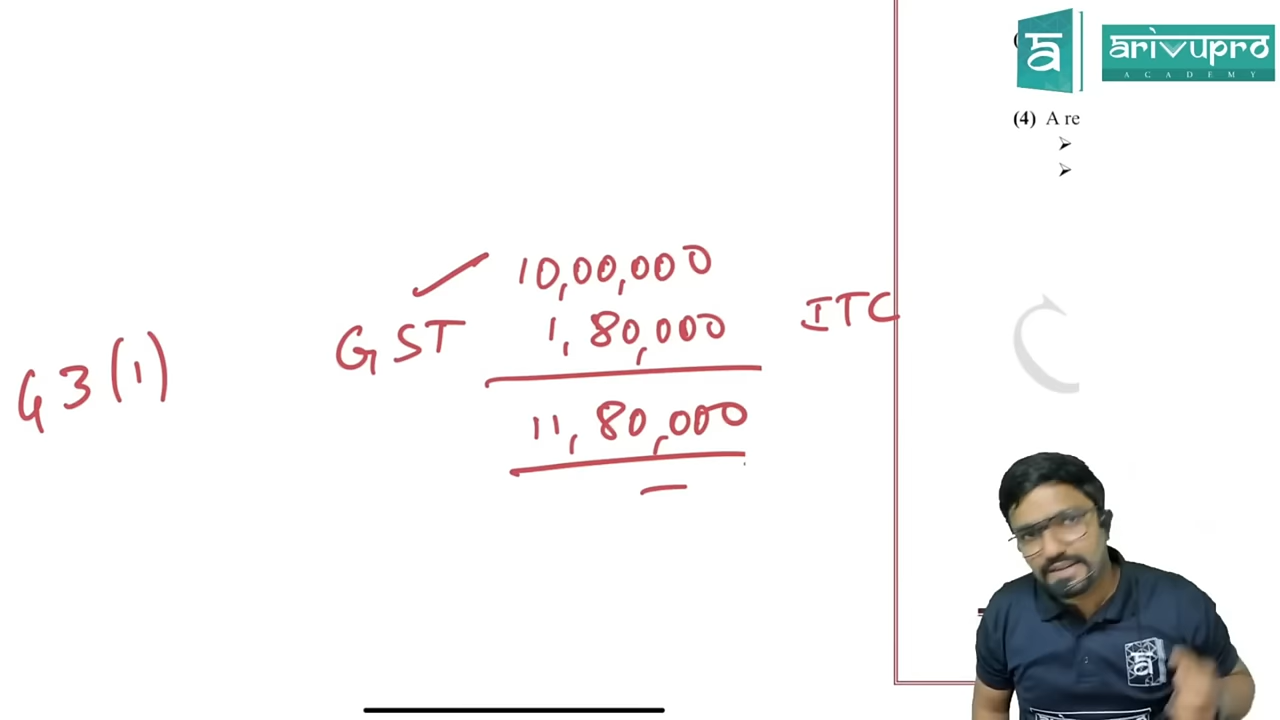 arivupro
ACADEMY
(4) A re
10,00,000
GST 1,80,000 ITC
43(1)
11,80,000